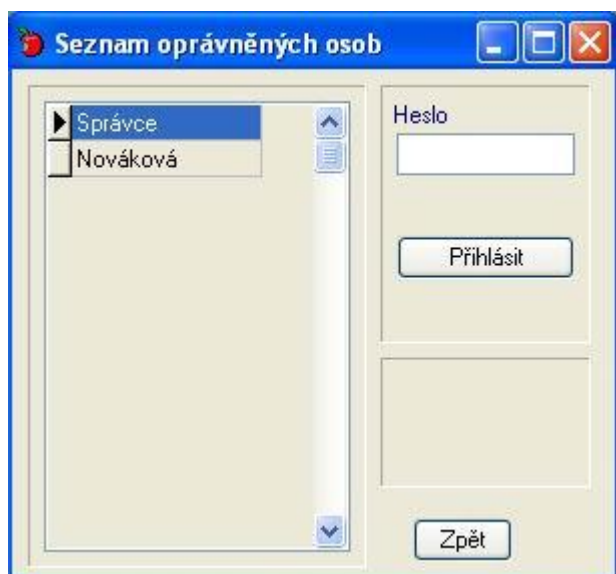 Seznam oprávněných osob
Správce
Nováková
Heslo
Přihlásit
Zpět